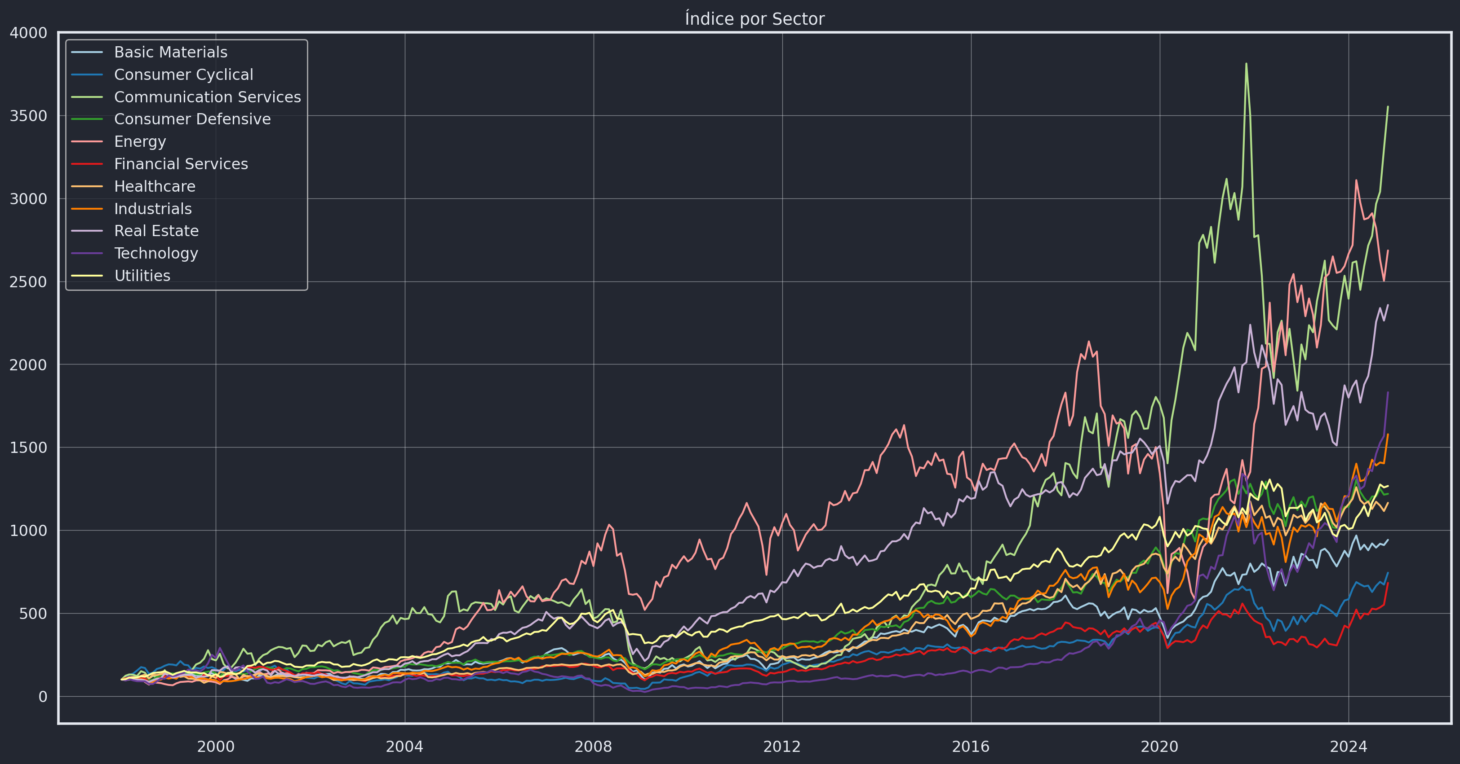 Índice por Sector
4000
3500
3000
2500
2000
1500
1000
500
0
Basic Materials
Consumer Cyclical
Communication Services
Consumer Defensive
Energy
Financial Services
Healthcare
Industrials
Real Estate
Technology
Utilities
2000 2004 2008 2012 2016 2020 2024